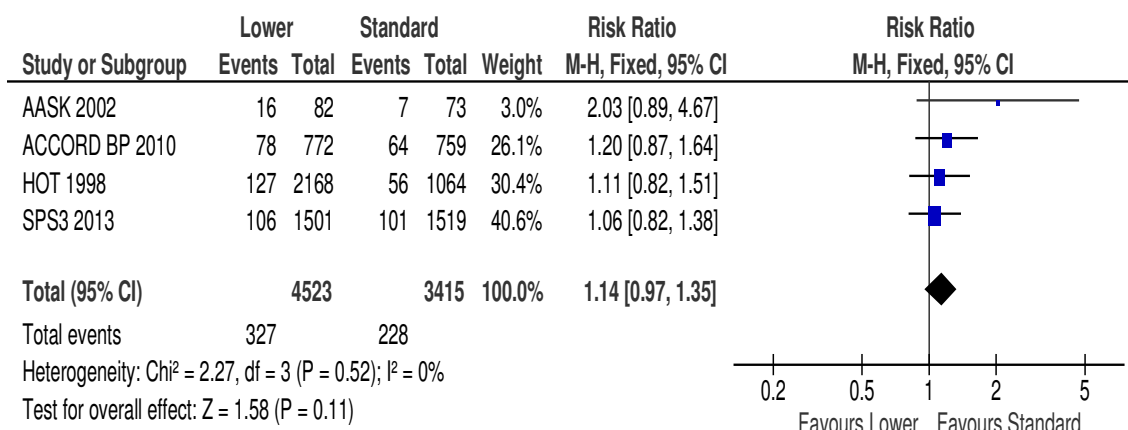 Lower Standard Risk Ratio Risk Ratio
Study or Subgroup Events Total Events Total Weight M-H, Fixed, 95% CI M-H, Fixed, 95% CI
AASK 2002 16 82 7 73 3.0% 2.03 [0.89, 4.67]
ACCORD BP 2010 78 772 64 759 26.1% 1.20 [0.87, 1.64]
HOT 1998 127 2168 56 1064 30.4% 1.11 [0.82, 1.51]
SPS3 2013 106 1501 101 1519 40.6% 1.06 [0.82, 1.38]
Total (95% CI) 4523 3415 100.0% 1.14 [0.97, 1.35]
Total events 327 228
Heterogeneity: Chi² = 2.27, df = 3 (P = 0.52); I² = 0%
Test for overall effect: Z = 1.58 (P = 0.11)
0.2 0.5 1 2 5
Favours Lower Favours Standard